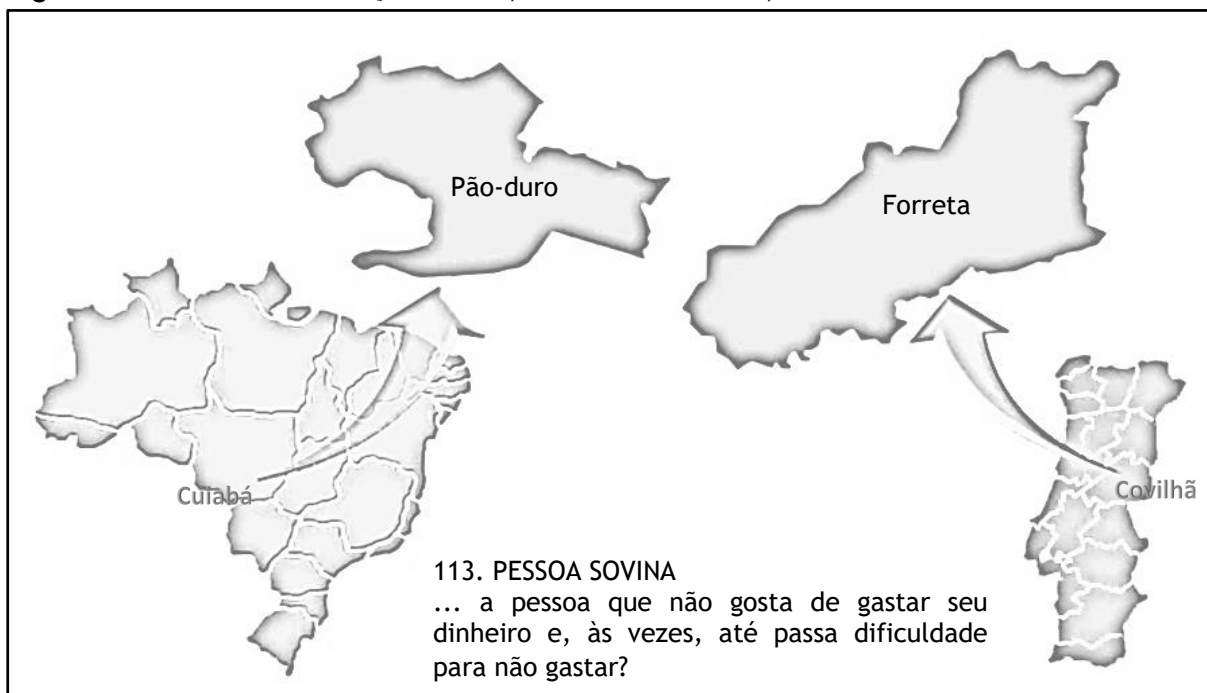 Pão-duro
Forreta
Cuiabá
Covilhã
113. PESSOA SOVINA
... a pessoa que não gosta de gastar seu
dinheiro e, às vezes, até passa dificuldade
para não gastar?